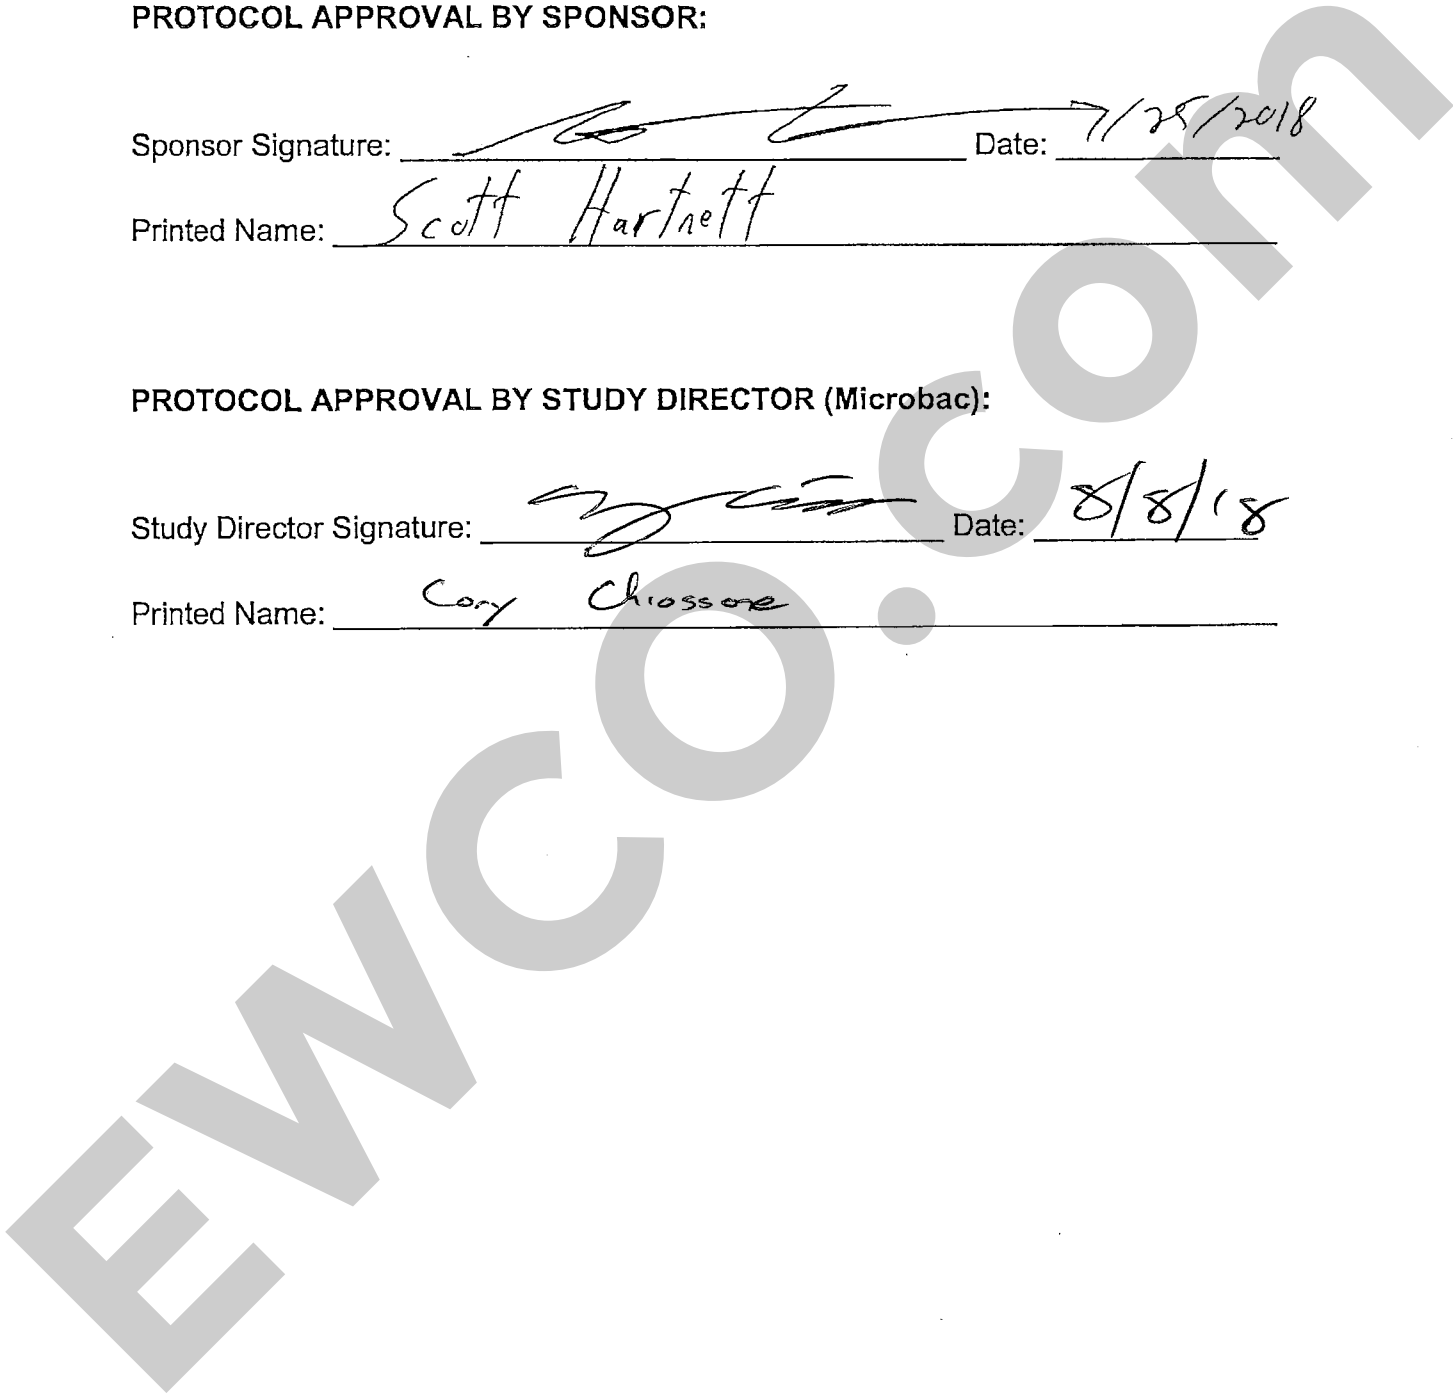 PROTOCOL APPROVAL BY SPONSOR:
Sponsor Signature: Date: 7/25/2018
Printed Name: Scott Hartnett
PROTOCOL APPROVAL BY STUDY DIRECTOR (Microbac):
Study Director Signature: Date: 8/8/18
Printed Name: Cory Chiossone
EWCO.com